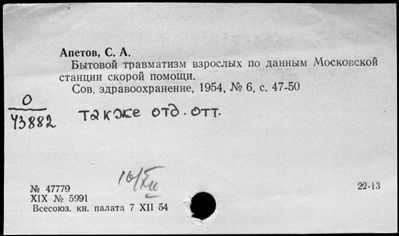 Апетов, С. А.
Бытовой травматизм взрослых по данным Московской
станции скорой помощи.
Сов. здравоохранение, 1954, № 6, с. 47-50
О
43882
также отд. отт.
№ 47779
XIX № 5991
Всесоюз. кн. палата 7 XII 54
22-13